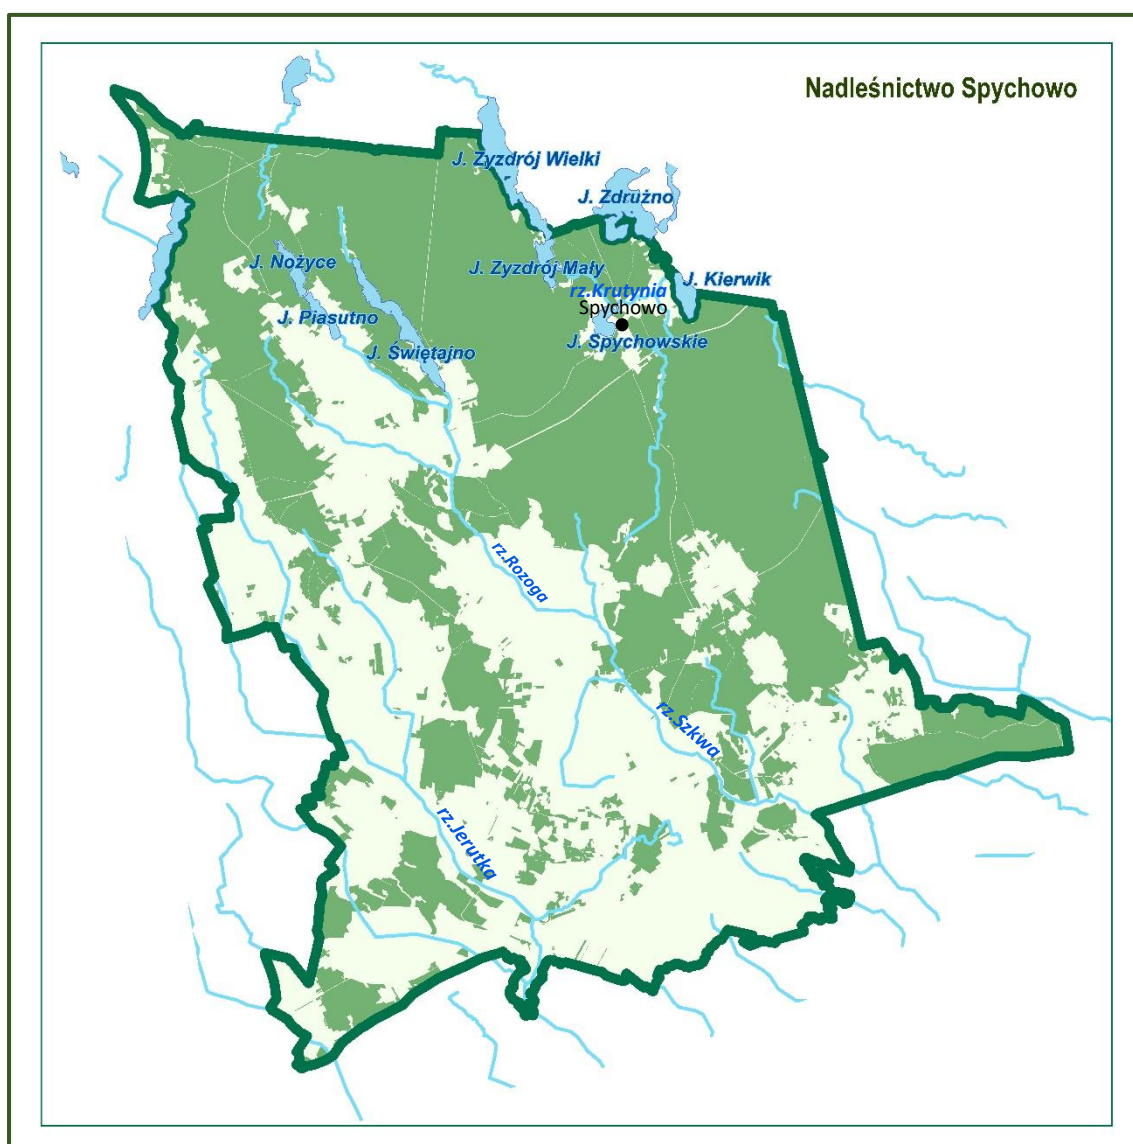 Nadleśnictwo Spychowo
J. Zyzdrój Wielki
J. Zdrużno
J. Nożyce
J. Zyzdrój Mały
J. Kierwik
rz.Krutynia
Spychowo
J. Piasutno
J. Spychowskie
J. Świętajno
rz.Rozoga
rz.Szkwa
rz.Jerutka